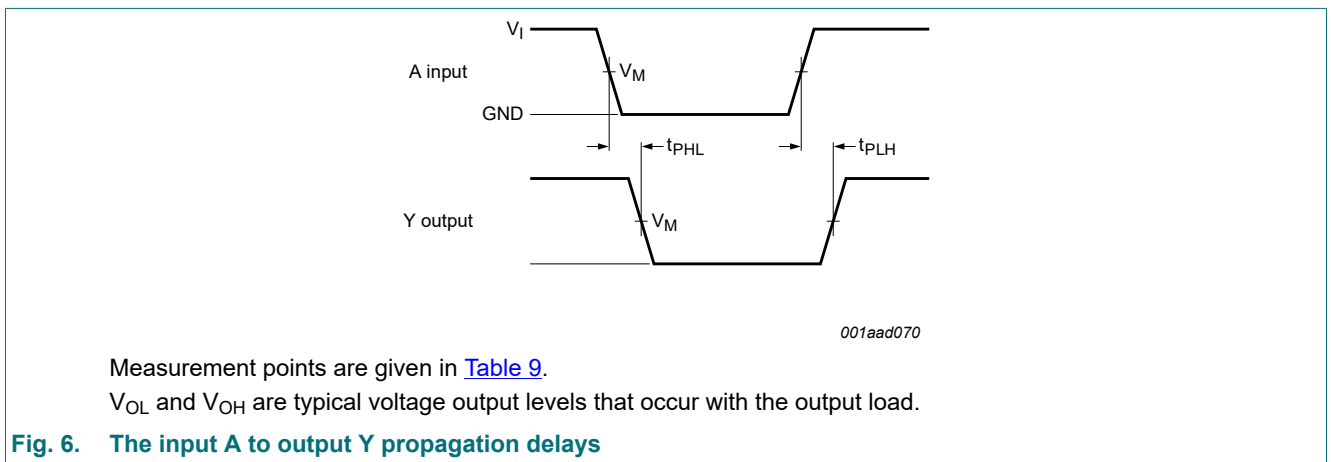 V_I
A input
V_M
GND
t_PHL
t_PLH
Y output
V_M
001aad070
Measurement points are given in Table 9.
V_OL and V_OH are typical voltage output levels that occur with the output load.
Fig. 6. The input A to output Y propagation delays